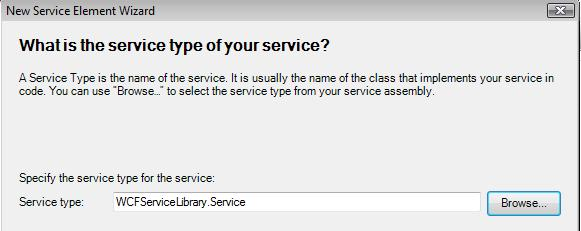 New Service Element Wizard
What is the service type of your service?
A Service Type is the name of the service. It is usually the name of the class that implements your service in
code. You can use "Browse..." to select the service type from your service assembly.
Specify the service type for the service:
Service type: WCFServiceLibrary.Service Browse...